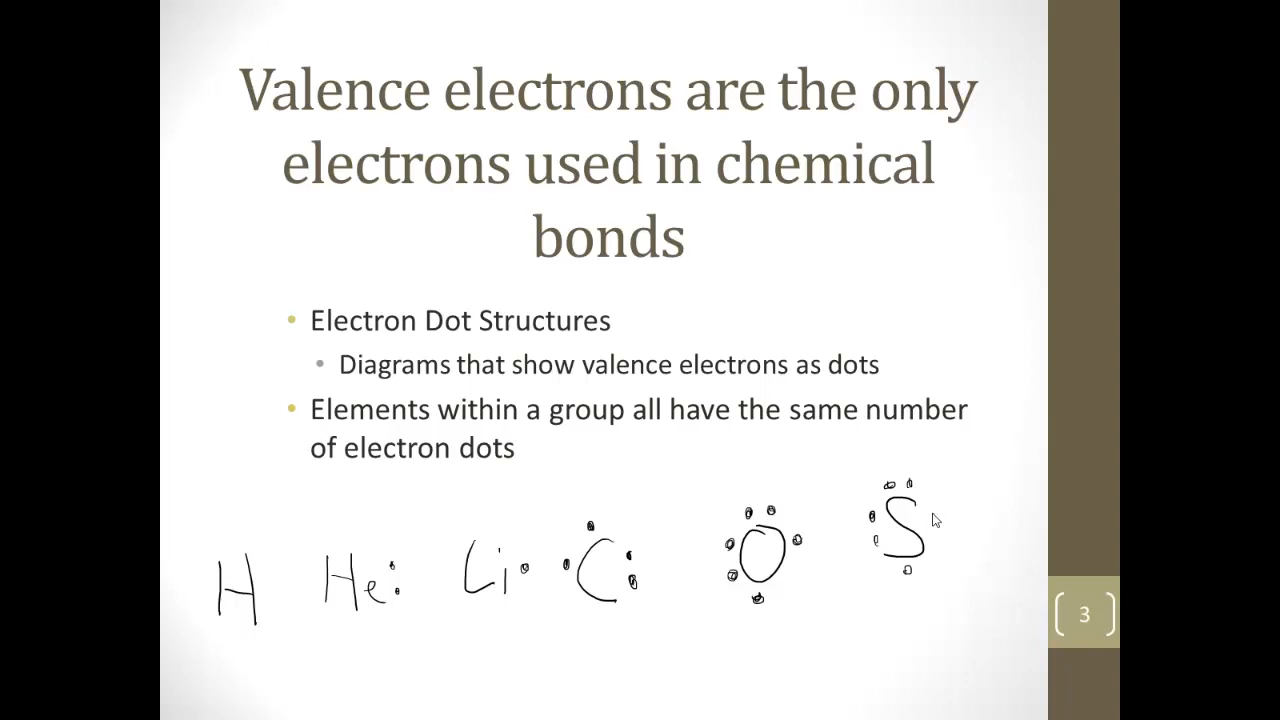 Valence electrons are the only
electrons used in chemical
bonds
• Electron Dot Structures
• Diagrams that show valence electrons as dots
• Elements within a group all have the same number
of electron dots
H He Li C O S
3